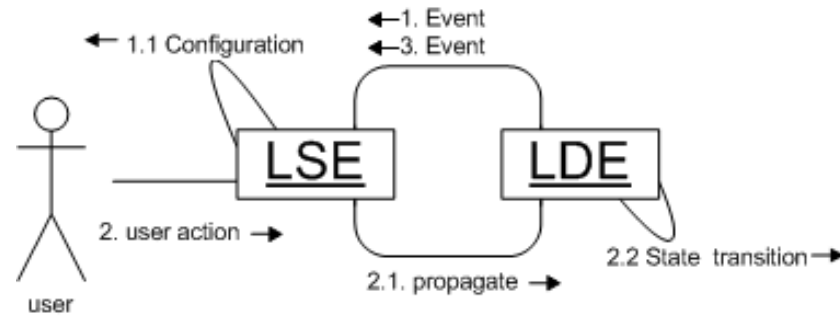 1. Event
1.1 Configuration
3. Event
LSE
LDE
2. user action
2.2 State transition
2.1. propagate
user